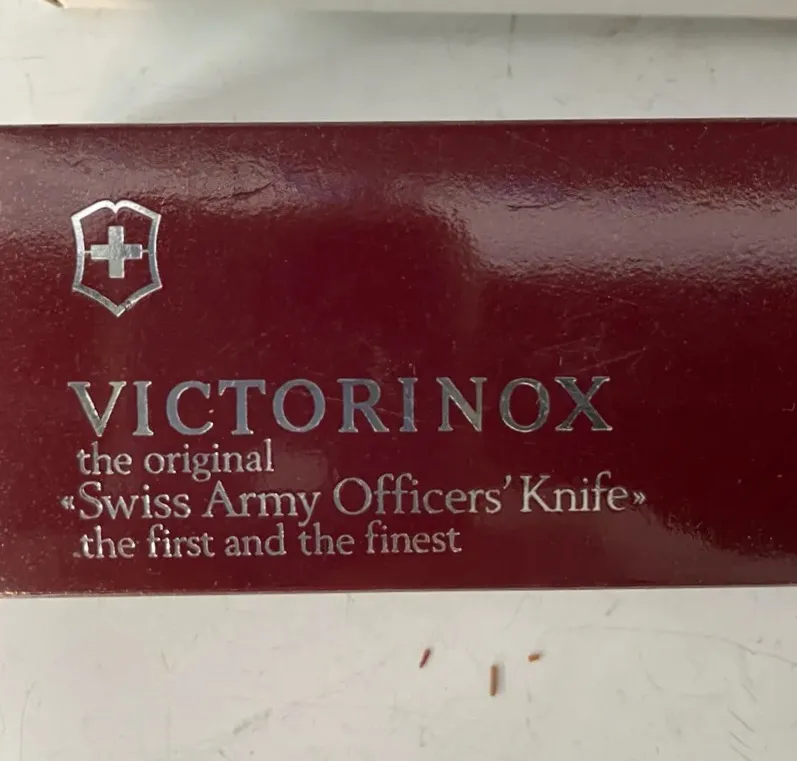 VICTORINOX
the original
«Swiss Army Officers' Knife»
the first and the finest